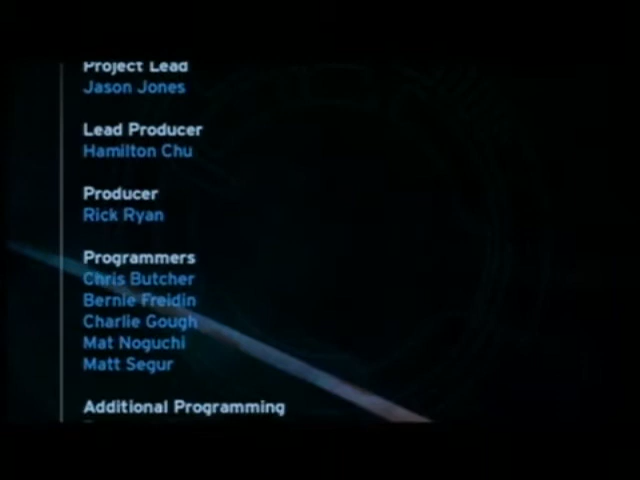 Project Lead
Jason Jones
Lead Producer
Hamilton Chu
Producer
Rick Ryan
Programmers
Chris Butcher
Bernie Freidin
Charlie Gough
Mat Noguchi
Matt Segur
Additional Programming